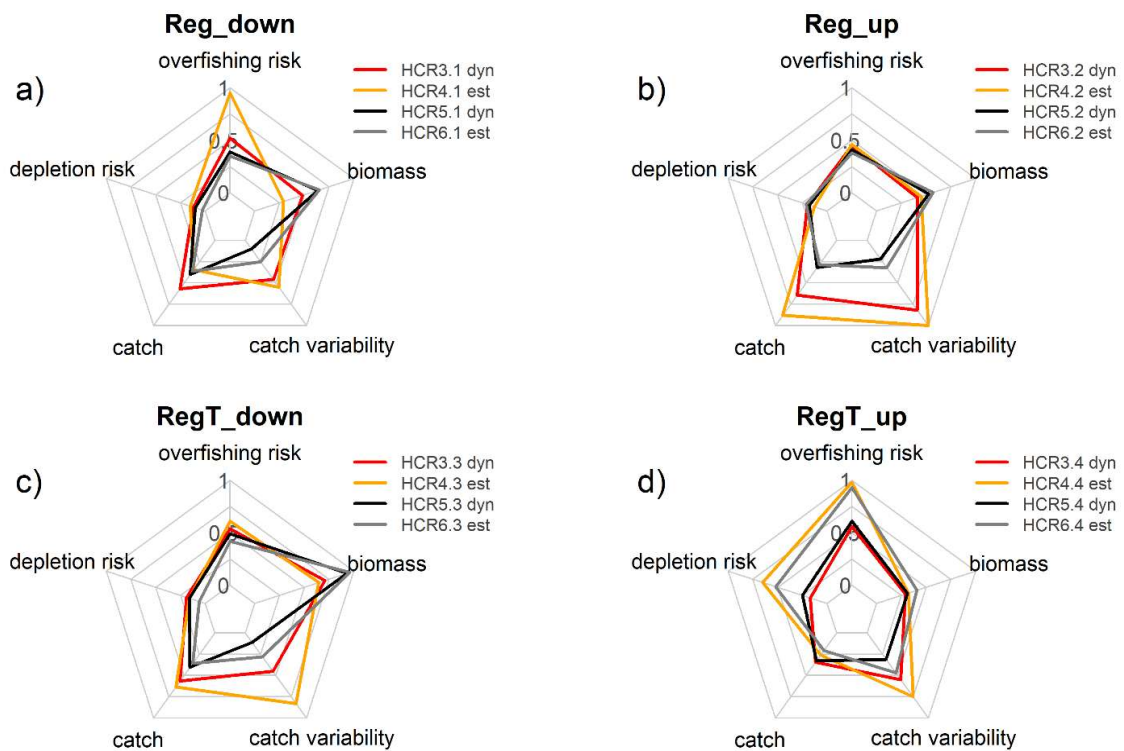 Reg_down
overfishing risk
a)
1
0.5
0
HCR3.1 dyn
HCR4.1 est
HCR5.1 dyn
HCR6.1 est
depletion risk
biomass
catch
catch variability
Reg_up
overfishing risk
b)
1
0.5
0
HCR3.2 dyn
HCR4.2 est
HCR5.2 dyn
HCR6.2 est
depletion risk
biomass
catch
catch variability
RegT_down
overfishing risk
c)
1
0.5
0
HCR3.3 dyn
HCR4.3 est
HCR5.3 dyn
HCR6.3 est
depletion risk
biomass
catch
catch variability
RegT_up
overfishing risk
d)
1
0.5
0
HCR3.4 dyn
HCR4.4 est
HCR5.4 dyn
HCR6.4 est
depletion risk
biomass
catch
catch variability